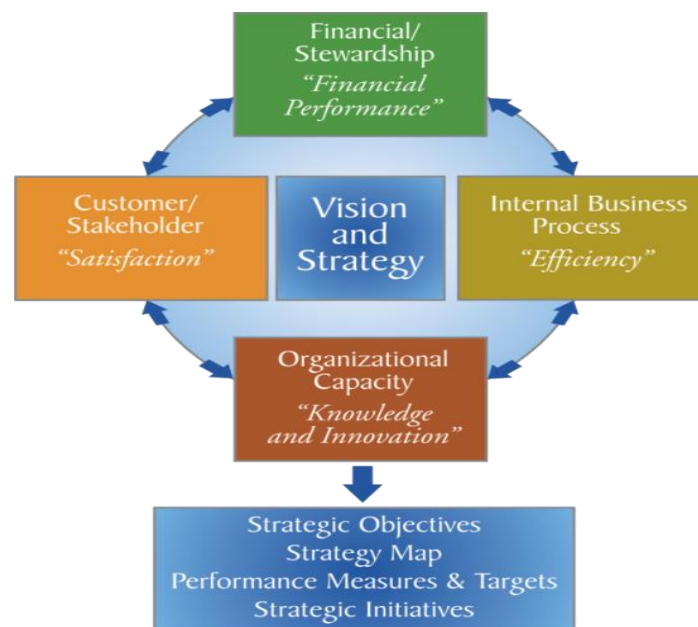 Financial/
Stewardship
“Financial
Performance”
Customer/
Stakeholder
“Satisfaction”
Vision
and
Strategy
Internal Business
Process
“Efficiency”
Organizational
Capacity
“Knowledge
and Innovation”
Strategic Objectives
Strategy Map
Performance Measures & Targets
Strategic Initiatives